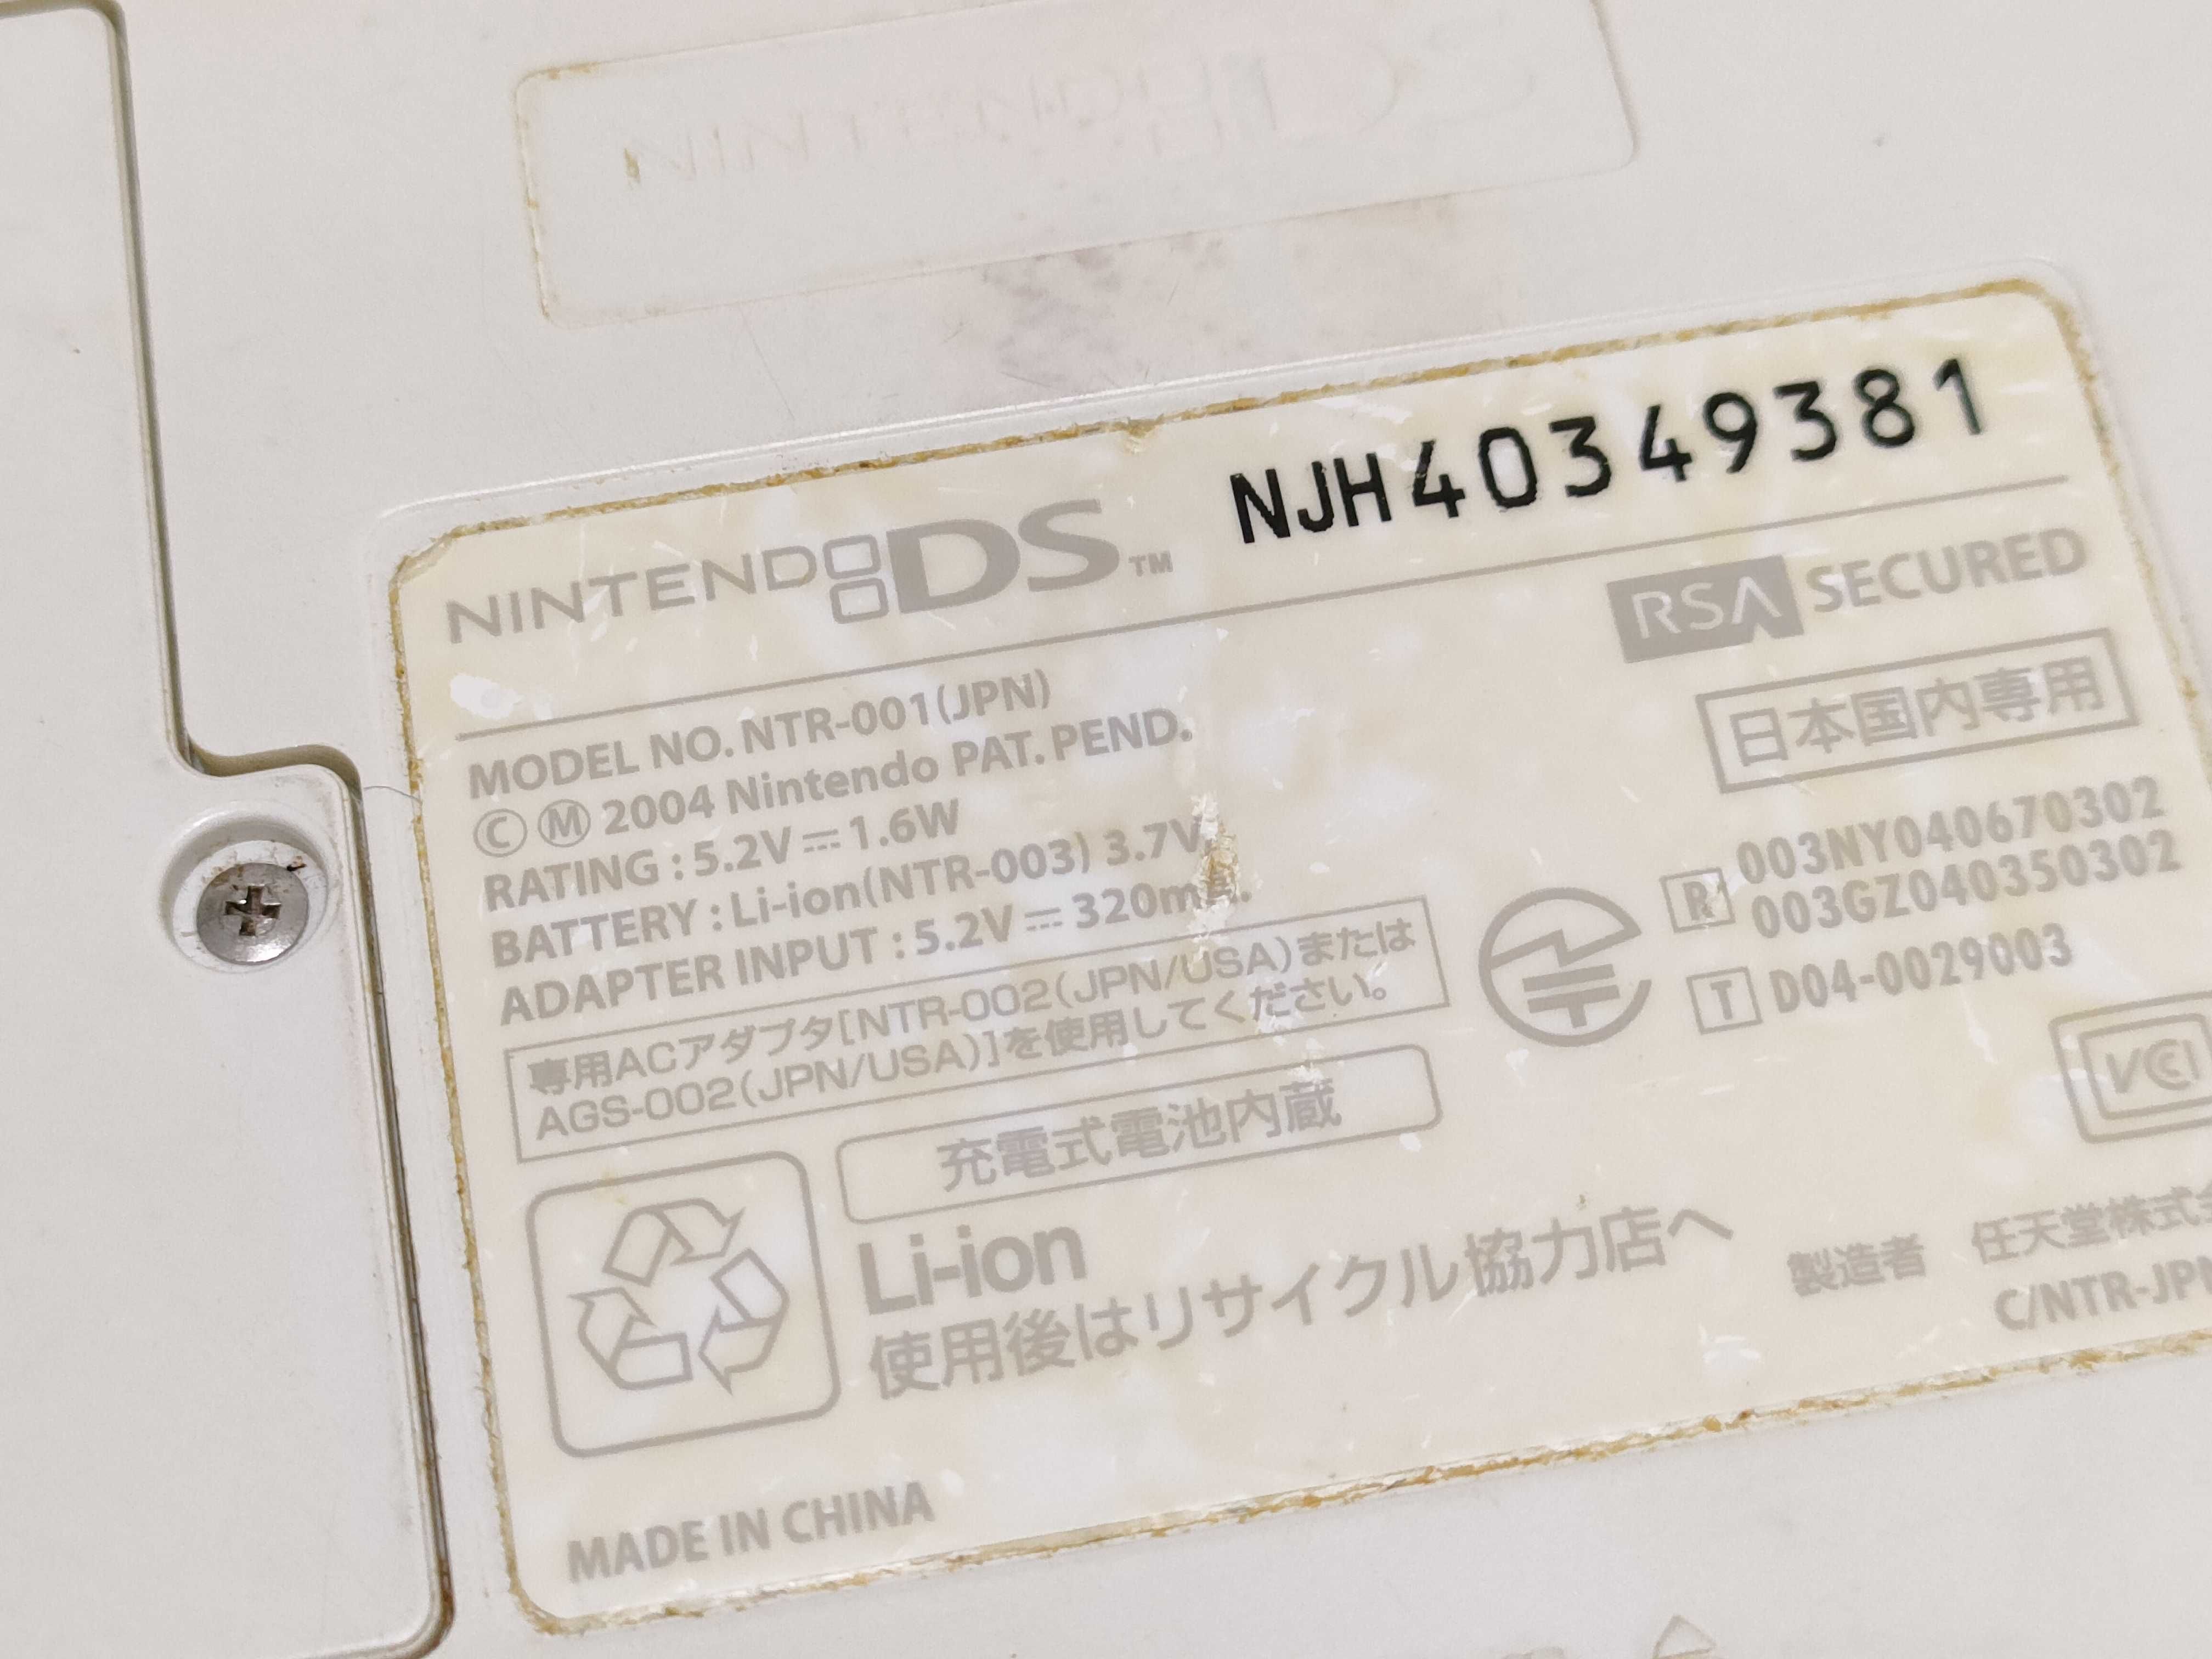 NINTENDO DS
NJH40349381
NINTENDO DS™
RSA SECURED
MODEL NO. NTR-001(JPN)
Ⓒ Ⓜ 2004 Nintendo PAT. PEND.
RATING : 5.2V⎓1.6W
BATTERY : Li-ion(NTR-003) 3.7V
ADAPTER INPUT : 5.2V⎓320mA.
専用ACアダプタ[NTR-002(JPN/USA)または
AGS-002(JPN/USA)]を使用してください。
日本国内専用
R 003NY040670302
003GZ040350302
T D04-0029003
VCCI
充電式電池内蔵
Li-ion
使用後はリサイクル協力店へ
製造者 任天堂株式会
C/NTR-JPN
MADE IN CHINA